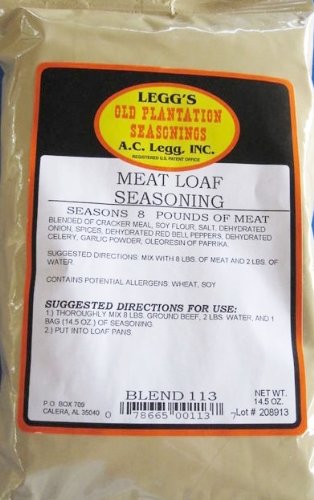 LEGG'S
OLD PLANTATION
SEASONINGS
A.C. Legg, INC.
REGISTERED U.S. PATENT OFFICE
MEAT LOAF
SEASONING
SEASONS 8 POUNDS OF MEAT
BLENDED OF CRACKER MEAL, SOY FLOUR, SALT, DEHYDRATED
ONION, SPICES, DEHYDRATED RED BELL PEPPERS, DEHYDRATED
CELERY, GARLIC POWDER, OLEORESIN OF PAPRIKA.
SUGGESTED DIRECTIONS: MIX WITH 8 LBS. OF MEAT AND 2 LBS. OF
WATER.
CONTAINS POTENTIAL ALLERGENS: WHEAT, SOY
SUGGESTED DIRECTIONS FOR USE:
1.) THOROUGHLY MIX 8 LBS. GROUND BEEF, 2 LBS. WATER, AND 1
BAG (14.5 OZ.) OF SEASONING.
2.) PUT INTO LOAF PANS.
BLEND 113
P.O. BOX 709
CALERA, AL 35040
0 78665 00113 7
NET WT.
14.5 OZ.
Lot # 208913